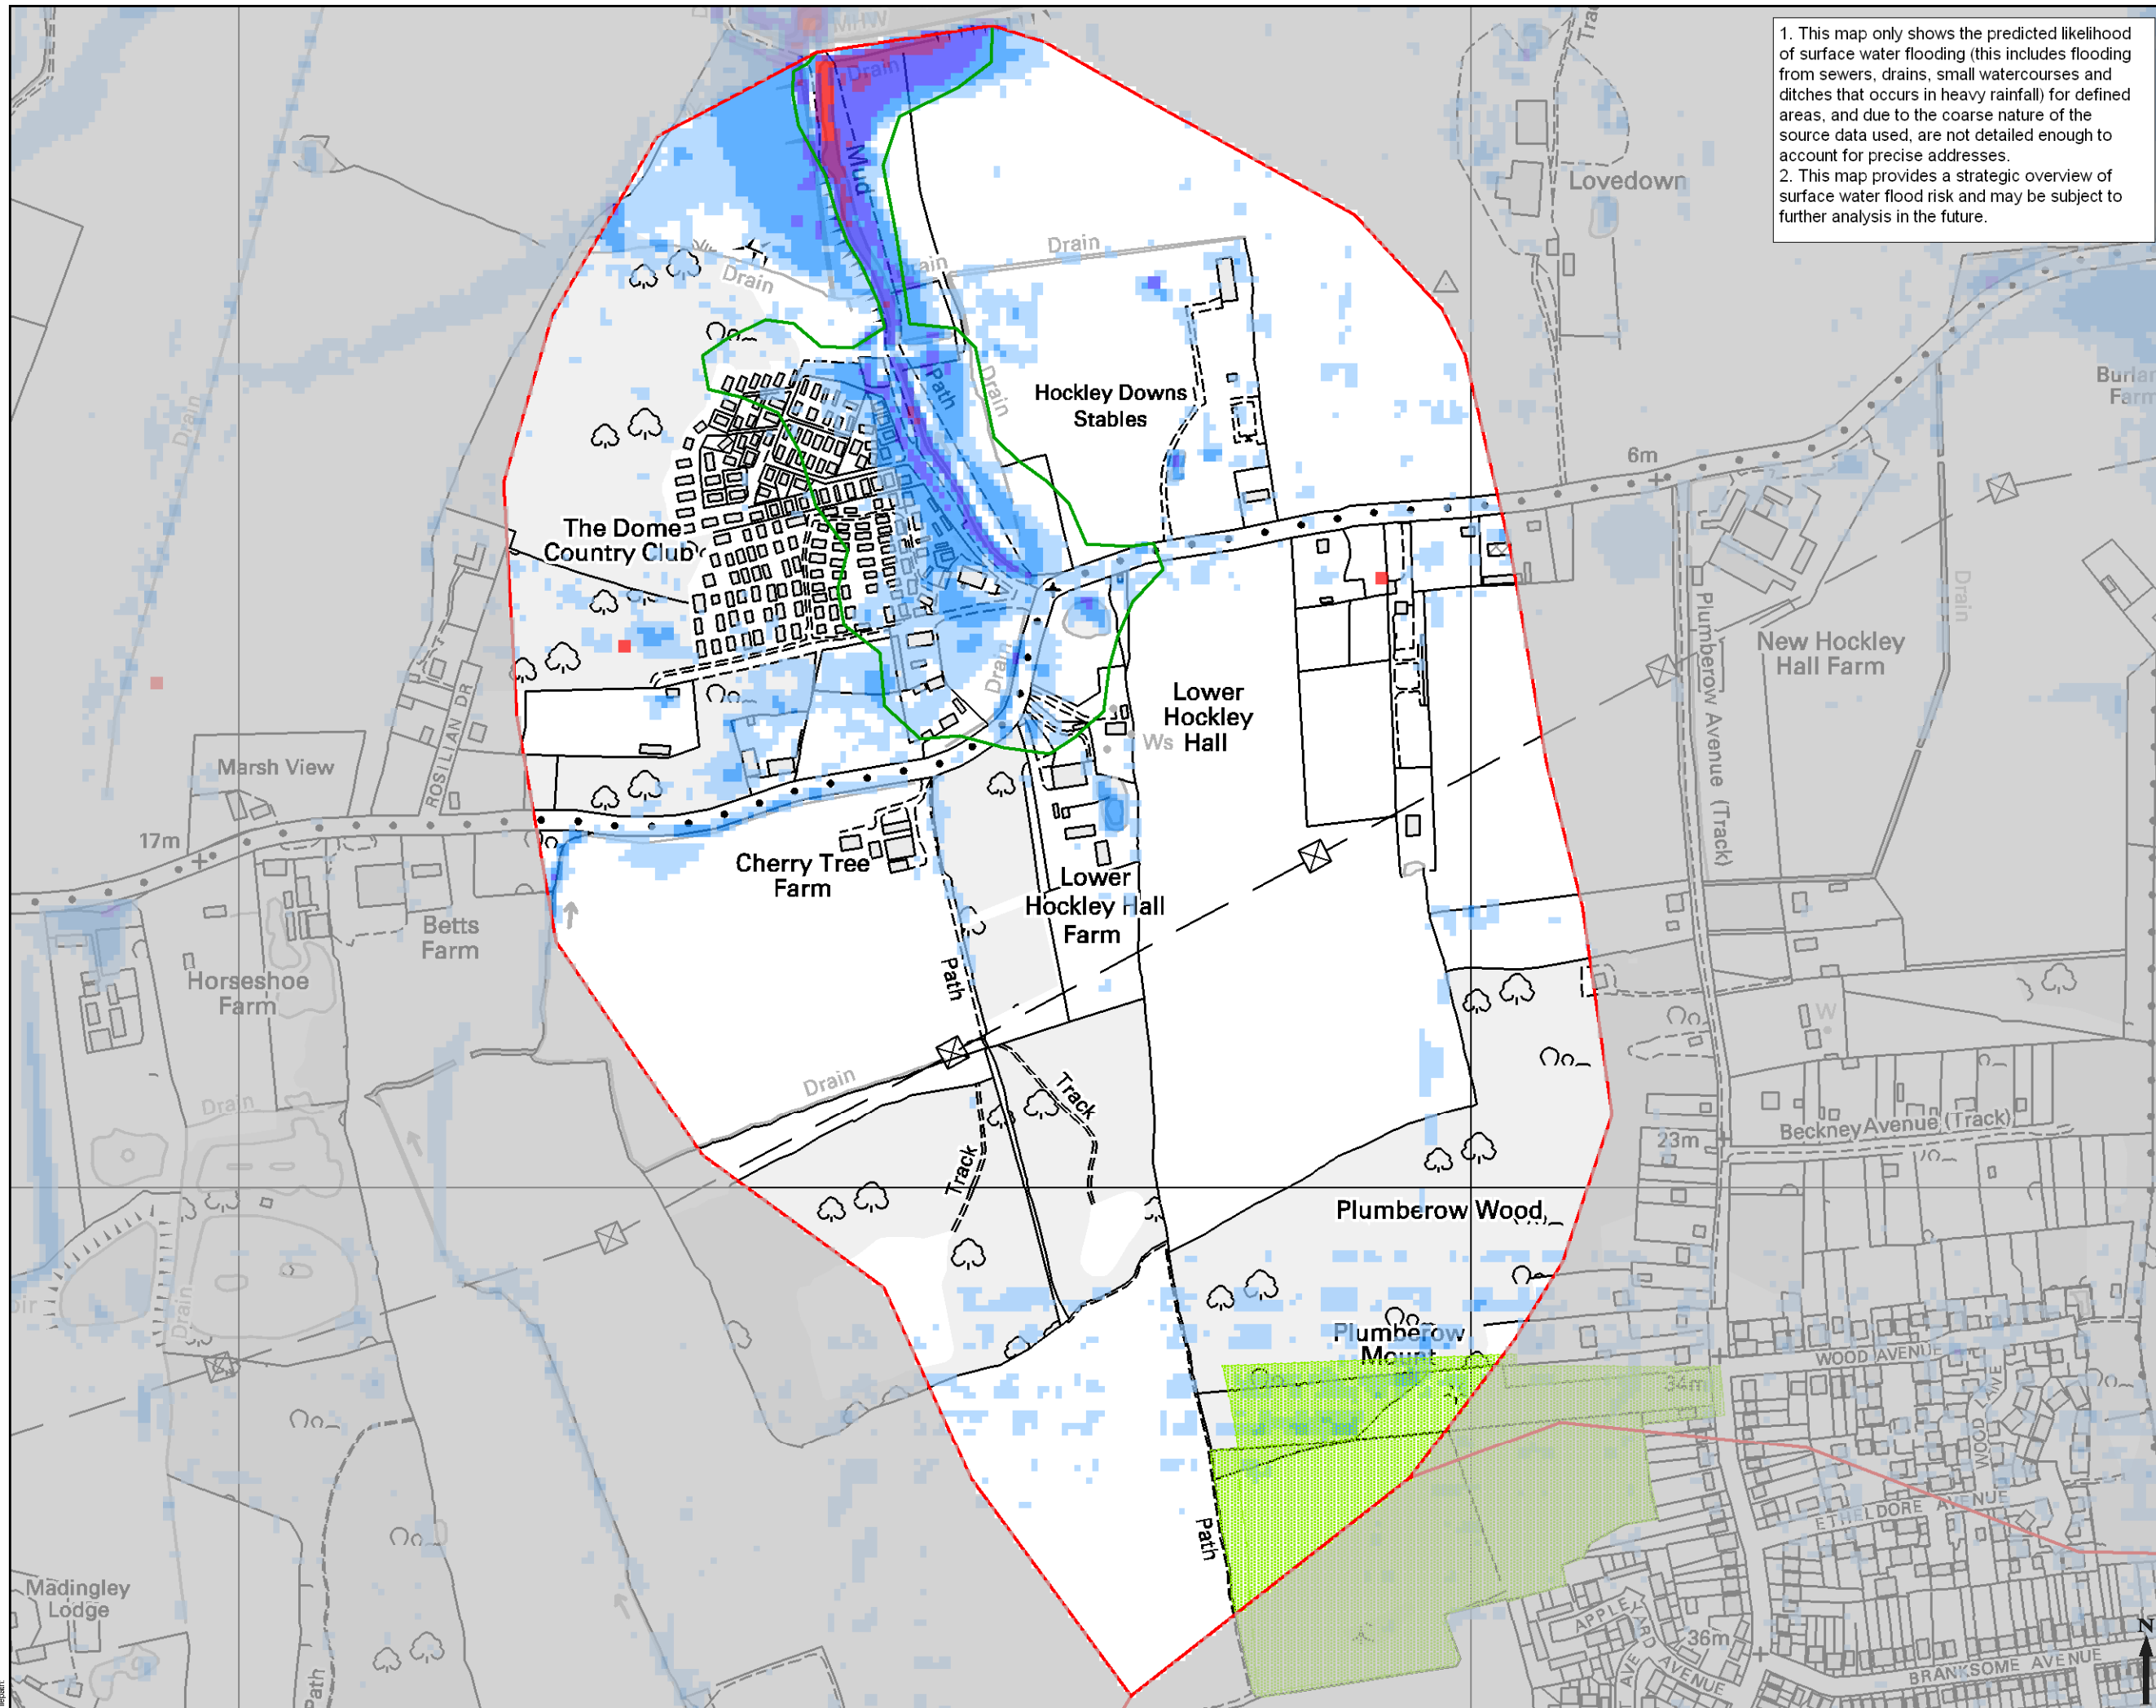 1. This map only shows the predicted likelihood
of surface water flooding (this includes flooding
from sewers, drains, small watercourses and
ditches that occurs in heavy rainfall) for defined
areas, and due to the coarse nature of the
source data used, are not detailed enough to
account for precise addresses.
2. This map provides a strategic overview of
surface water flood risk and may be subject to
further analysis in the future.
MHW
Drain
Mud
Lovedown
Drain
Drain
Drain
Path
Drain
Hockley Downs
Stables
Burlan
Farm
6m
The Dome
Country Club
Drain
Drain
Plumberow Avenue (Track)
New Hockley
Hall Farm
Drain
Lower
Hockley
Hall
Ws
ROSILIAN DR
Marsh View
17m
Cherry Tree
Farm
Lower
Hockley Hall
Farm
Betts
Farm
Horseshoe
Farm
Path
W
Drain
Drain
Track
Track
Beckney Avenue (Track)
23m
Plumberow Wood
Drain
Plumberow
Mount
WOOD AVENUE
34m
WOOD AVENUE
ETHELDORE AVENUE
Path
Madingley
Lodge
Path
APPLEYARD AVENUE
36m
BRANKSOME AVENUE
N